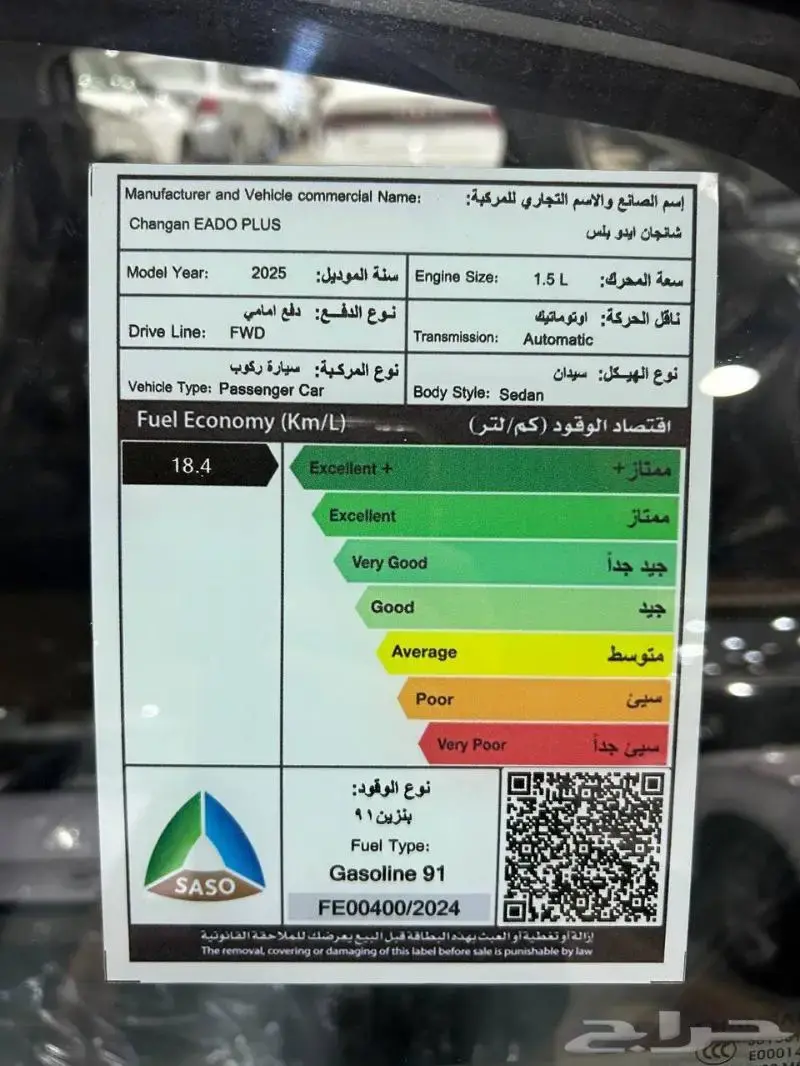 Manufacturer and Vehicle commercial Name: إسم الصانع والاسم التجاري للمركبة:
Changan EADO PLUS شانجان ايدو بلس
Model Year: 2025 سنة الموديل:
Engine Size: 1.5 L سعة المحرك:
نوع الدفع: دفع امامي
Drive Line: FWD
ناقل الحركة: اوتوماتيك
Transmission: Automatic
نوع المركبة: سيارة ركوب
Vehicle Type: Passenger Car
نوع الهيكل: سيدان
Body Style: Sedan
Fuel Economy (Km/L) اقتصاد الوقود (كم/لتر)
18.4
Excellent + ممتاز+
Excellent ممتاز
Very Good جيد جداً
Good جيد
Average متوسط
Poor سيئ
Very Poor سيئ جداً
SASO
نوع الوقود:
بنزين ٩١
Fuel Type:
Gasoline 91
FE00400/2024
إزالة أو تغطية أو العبث بهذه البطاقة قبل البيع يعرضك للملاحقة القانونية
The removal, covering or damaging of this label before sale is punishable by law
حراج
CCC